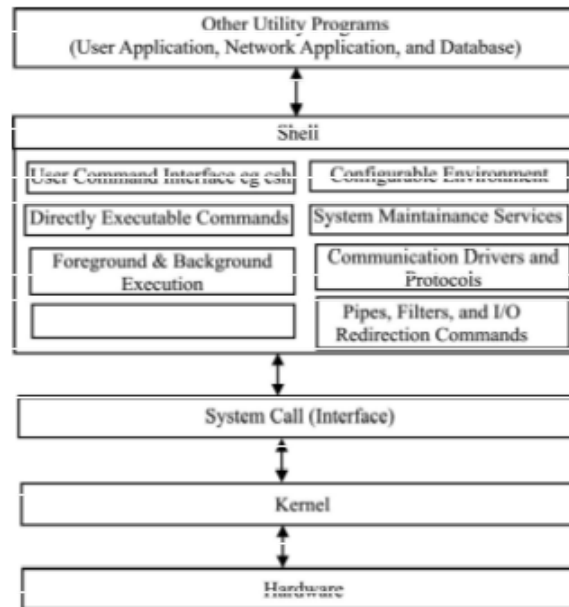 Other Utility Programs
(User Application, Network Application, and Database)
Shell
User Command Interface eg csh
Configurable Environment
Directly Executable Commands
System Maintainance Services
Foreground & Background
Execution
Communication Drivers and
Protocols
Pipes, Filters, and I/O
Redirection Commands
System Call (Interface)
Kernel
Hardware